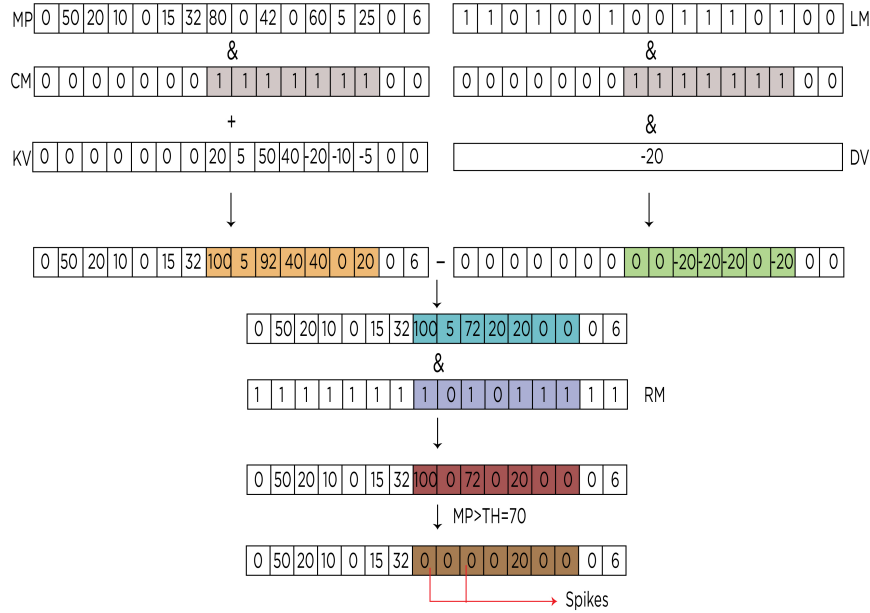 MP 0 50 20 10 0 15 32 80 0 42 0 60 5 25 0 6 1 1 0 1 0 0 1 0 0 1 1 1 0 1 0 0 LM
& &
CM 0 0 0 0 0 0 0 1 1 1 1 1 1 1 0 0 0 0 0 0 0 0 0 1 1 1 1 1 1 1 0 0
+ &
KV 0 0 0 0 0 0 0 20 5 50 40 -20 -10 -5 0 0 -20 DV
0 50 20 10 0 15 32 100 5 92 40 40 0 20 0 6 – 0 0 0 0 0 0 0 0 0 -20 -20 -20 0 -20 0 0
0 50 20 10 0 15 32 100 5 72 20 20 0 0 0 6
&
1 1 1 1 1 1 1 1 0 1 0 1 1 1 1 1 RM
0 50 20 10 0 15 32 100 0 72 0 20 0 0 0 6
MP>TH=70
0 50 20 10 0 15 32 0 0 0 0 20 0 0 0 6
Spikes